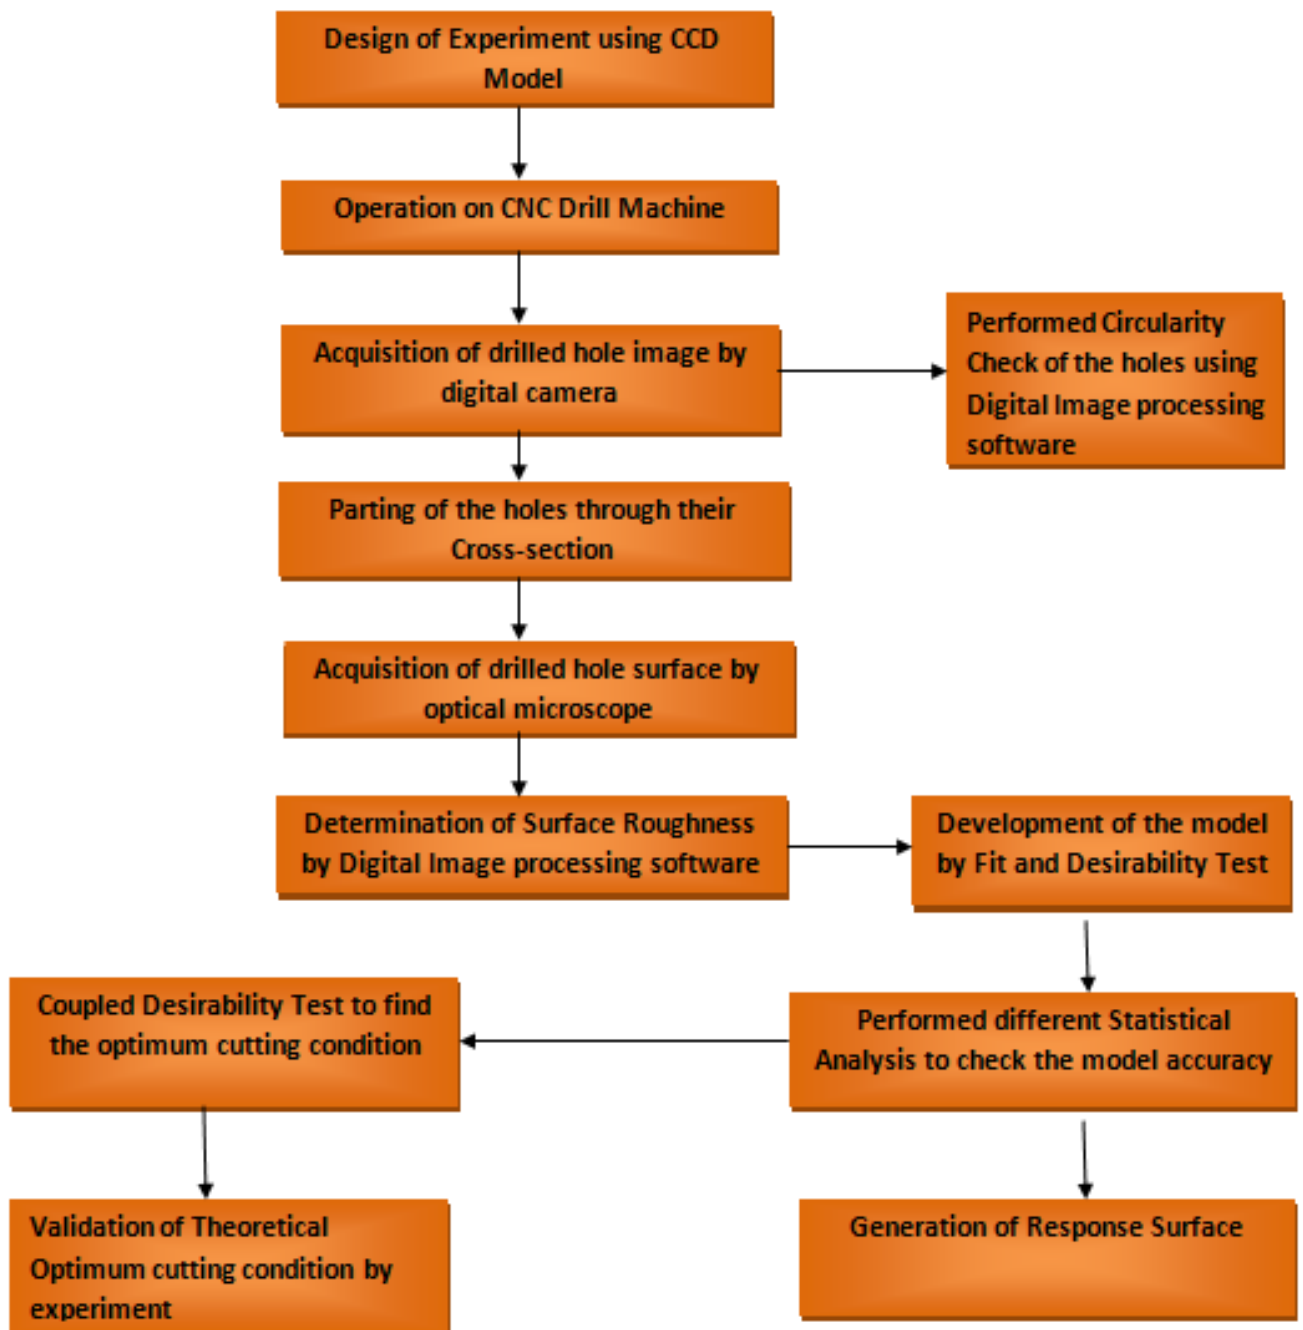 Design of Experiment using CCD
Model
Operation on CNC Drill Machine
Acquisition of drilled hole image by
digital camera
Performed Circularity
Check of the holes using
Digital Image processing
software
Parting of the holes through their
Cross-section
Acquisition of drilled hole surface by
optical microscope
Determination of Surface Roughness
by Digital Image processing software
Development of the model
by Fit and Desirability Test
Performed different Statistical
Analysis to check the model accuracy
Coupled Desirability Test to find
the optimum cutting condition
Validation of Theoretical
Optimum cutting condition by
experiment
Generation of Response Surface